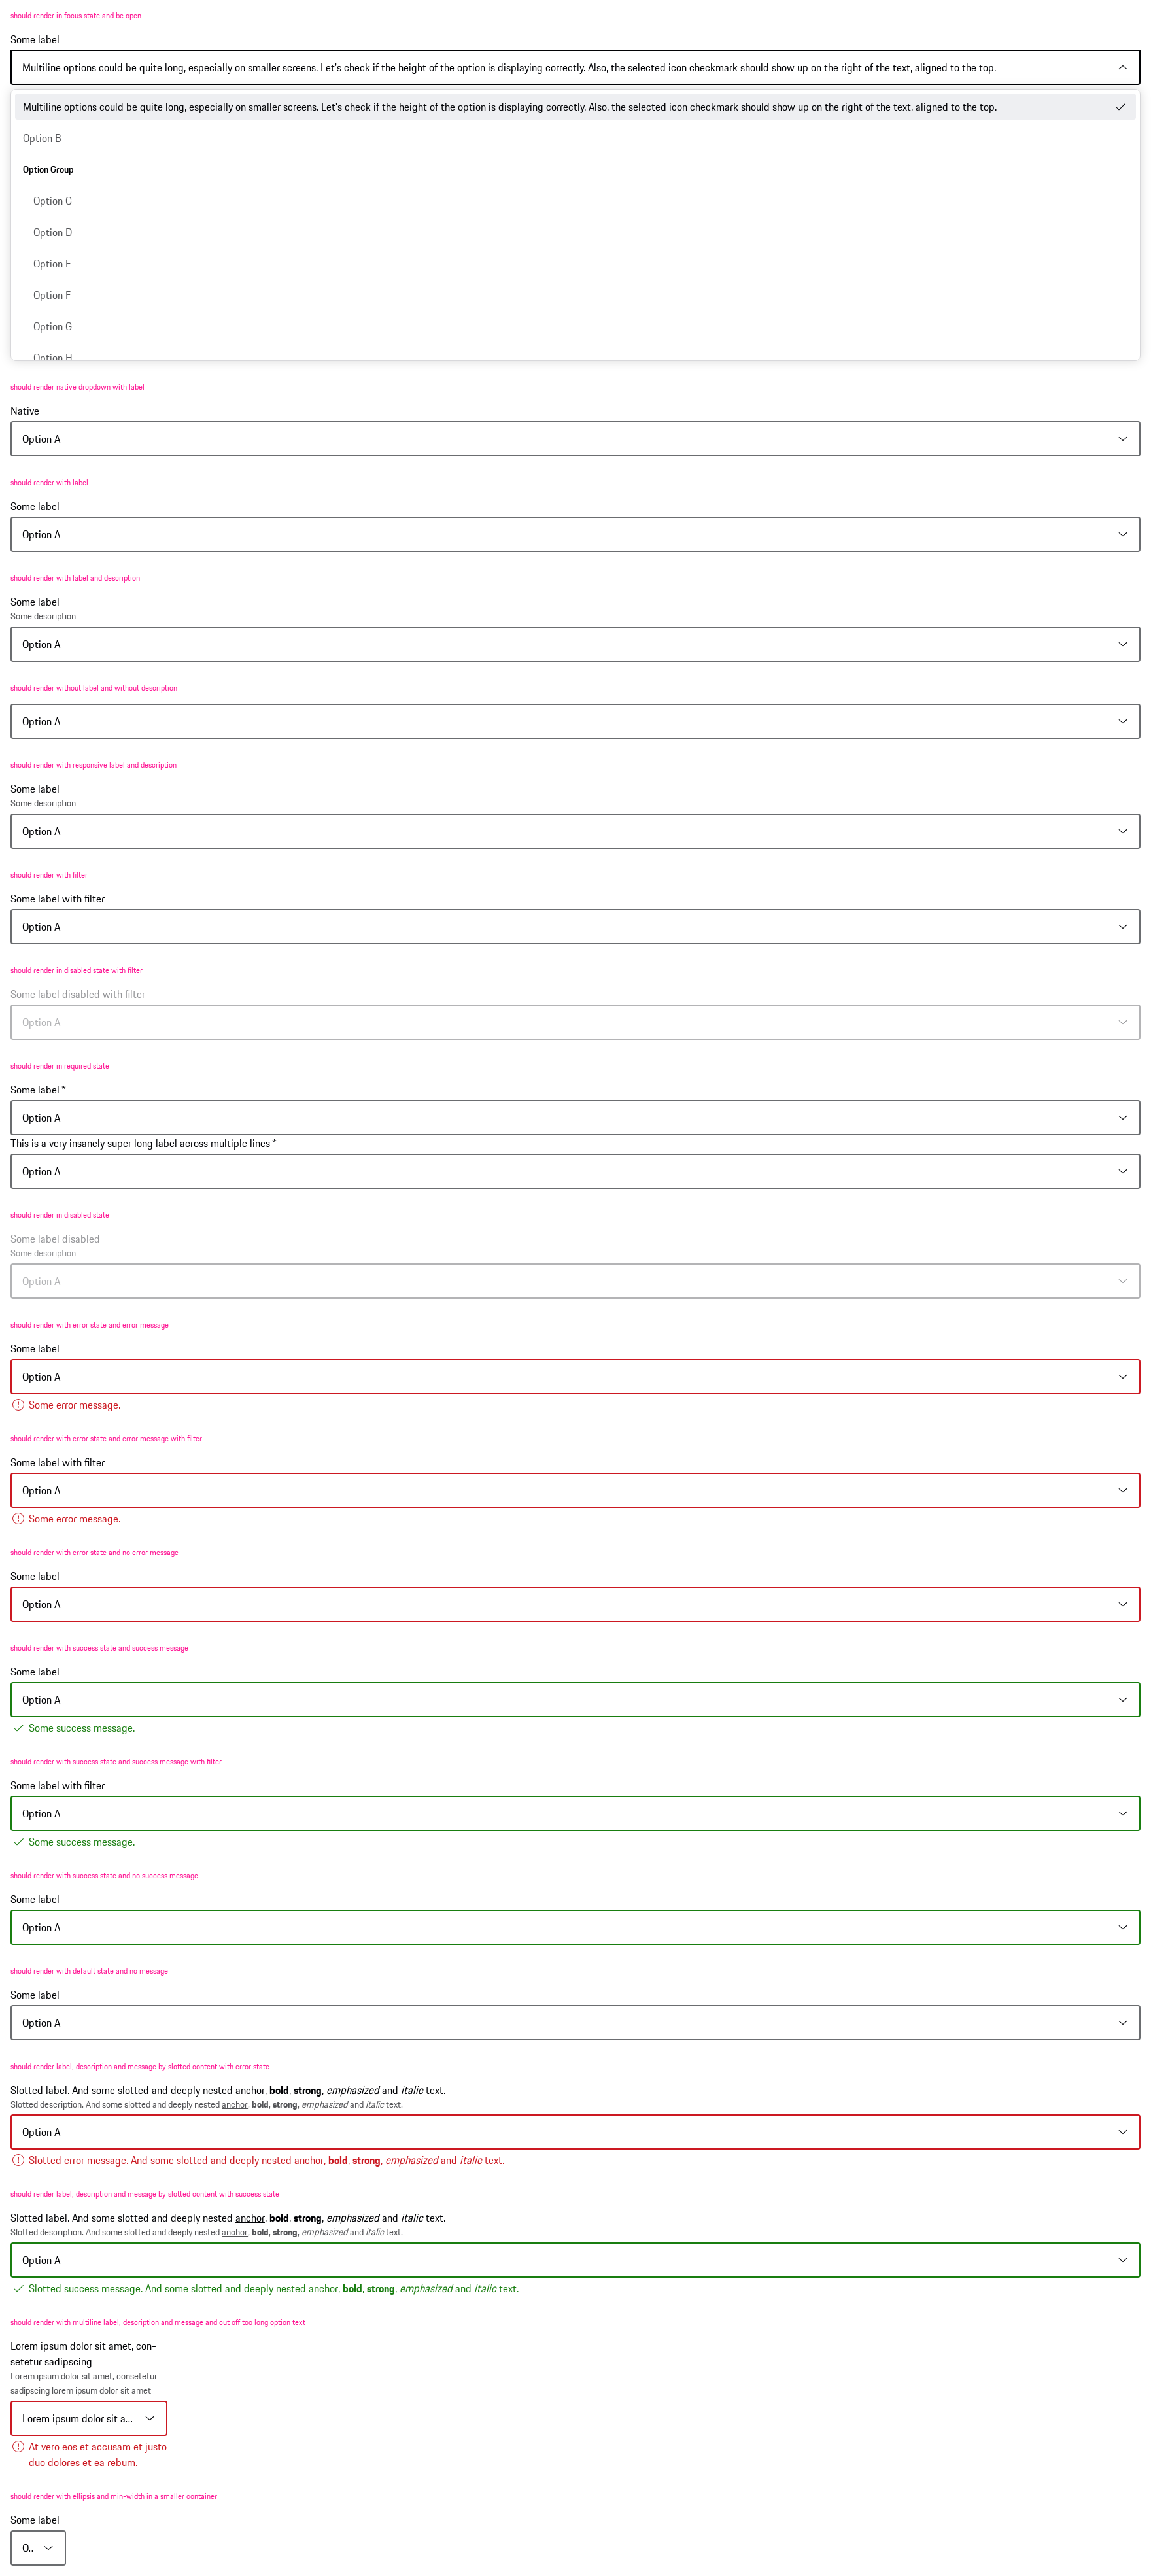 should render in focus state and be open
Some label
Multiline options could be quite long, especially on smaller screens. Let's check if the height of the option is displaying correctly. Also, the selected icon checkmark should show up on the right of the text, aligned to the top.
Multiline options could be quite long, especially on smaller screens. Let's check if the height of the option is displaying correctly. Also, the selected icon checkmark should show up on the right of the text, aligned to the top.
Option B
Option Group
Option C
Option D
Option E
Option F
Option G
Option H
should render native dropdown with label
Native
Option A
should render with label
Some label
Option A
should render with label and description
Some label
Some description
Option A
should render without label and without description
Option A
should render with responsive label and description
Some label
Some description
Option A
should render with filter
Some label with filter
Option A
should render in disabled state with filter
Some label disabled with filter
Option A
should render in required state
Some label *
Option A
This is a very insanely super long label across multiple lines *
Option A
should render in disabled state
Some label disabled
Some description
Option A
should render with error state and error message
Some label
Option A
Some error message.
should render with error state and error message with filter
Some label with filter
Option A
Some error message.
should render with error state and no error message
Some label
Option A
should render with success state and success message
Some label
Option A
Some success message.
should render with success state and success message with filter
Some label with filter
Option A
Some success message.
should render with success state and no success message
Some label
Option A
should render with default state and no message
Some label
Option A
should render label, description and message by slotted content with error state
Slotted label. And some slotted and deeply nested anchor, bold, strong, emphasized and italic text.
Slotted description. And some slotted and deeply nested anchor, bold, strong, emphasized and italic text.
Option A
Slotted error message. And some slotted and deeply nested anchor, bold, strong, emphasized and italic text.
should render label, description and message by slotted content with success state
Slotted label. And some slotted and deeply nested anchor, bold, strong, emphasized and italic text.
Slotted description. And some slotted and deeply nested anchor, bold, strong, emphasized and italic text.
Option A
Slotted success message. And some slotted and deeply nested anchor, bold, strong, emphasized and italic text.
should render with multiline label, description and message and cut off too long option text
Lorem ipsum dolor sit amet, con-
setetur sadipscing
Lorem ipsum dolor sit amet, consetetur
sadipscing lorem ipsum dolor sit amet
Lorem ipsum dolor sit a...
At vero eos et accusam et justo
duo dolores et ea rebum.
should render with ellipsis and min-width in a smaller container
Some label
O..